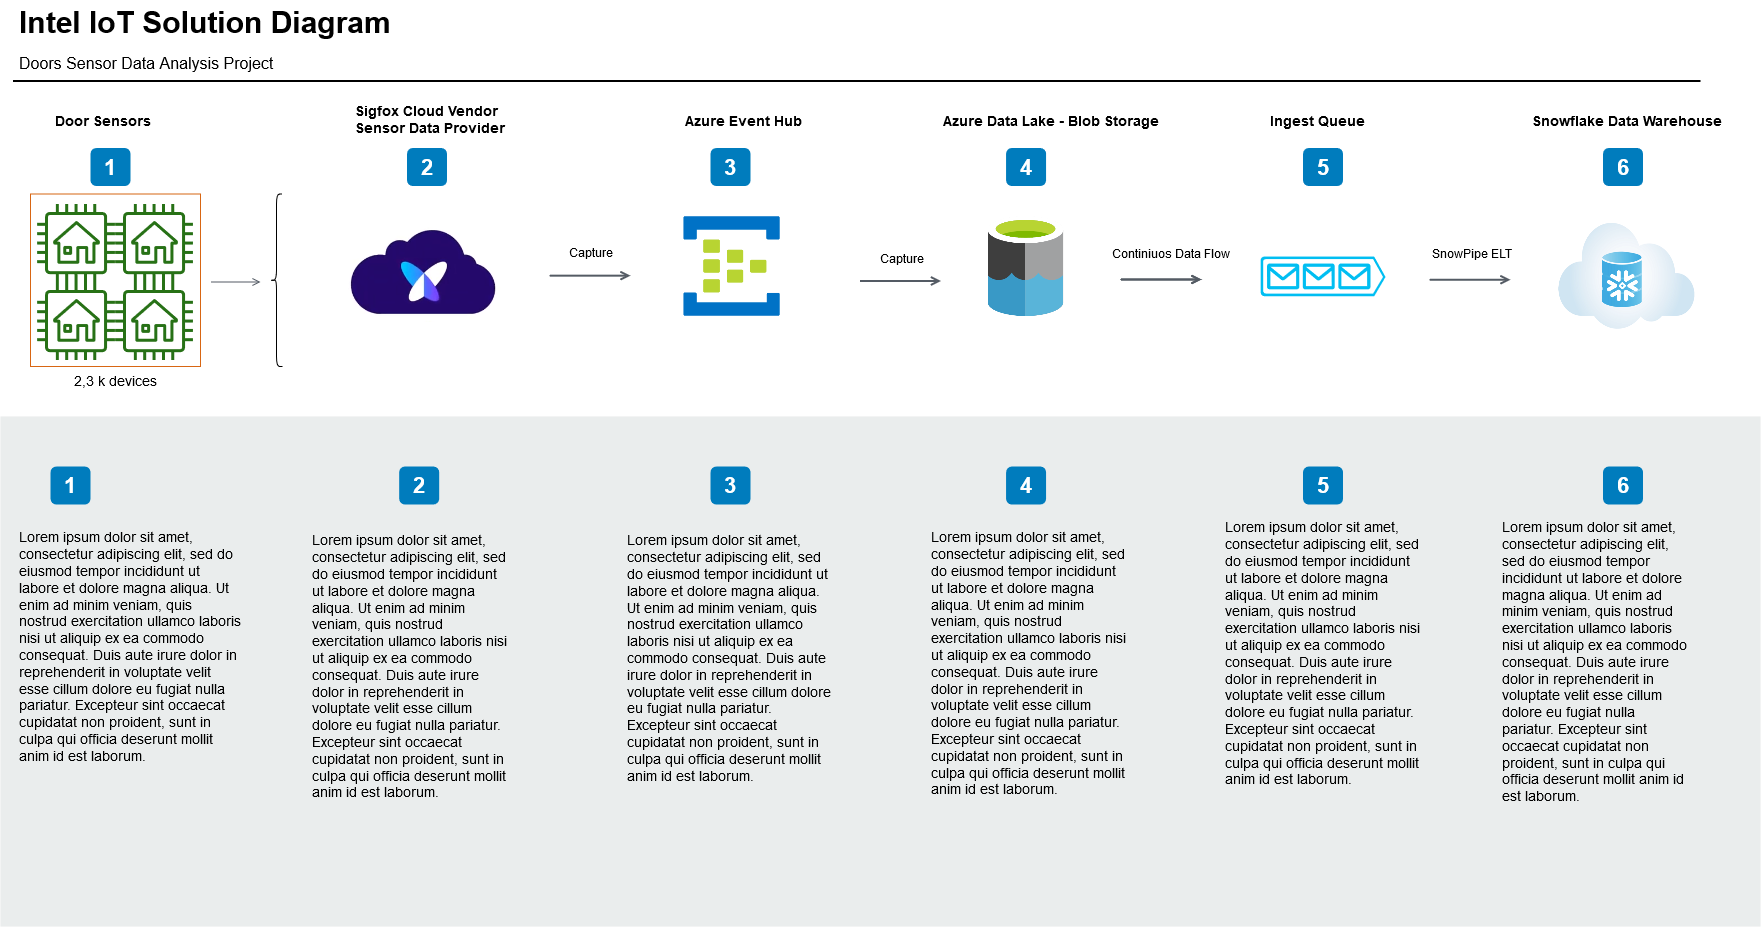 Intel IoT Solution Diagram
Doors Sensor Data Analysis Project
Door Sensors
Sigfox Cloud Vendor
Sensor Data Provider
Azure Event Hub
Azure Data Lake - Blob Storage
Ingest Queue
Snowflake Data Warehouse
1
2
3
4
5
6
Capture
Capture
Continiuos Data Flow
SnowPipe ELT
2,3 k devices
1
Lorem ipsum dolor sit amet,
consectetur adipiscing elit, sed do
eiusmod tempor incididunt ut
labore et dolore magna aliqua. Ut
enim ad minim veniam, quis
nostrud exercitation ullamco laboris
nisi ut aliquip ex ea commodo
consequat. Duis aute irure dolor in
reprehenderit in voluptate velit
esse cillum dolore eu fugiat nulla
pariatur. Excepteur sint occaecat
cupidatat non proident, sunt in
culpa qui officia deserunt mollit
anim id est laborum.
2
Lorem ipsum dolor sit amet,
consectetur adipiscing elit, sed
do eiusmod tempor incididunt
ut labore et dolore magna
aliqua. Ut enim ad minim
veniam, quis nostrud
exercitation ullamco laboris nisi
ut aliquip ex ea commodo
consequat. Duis aute irure
dolor in reprehenderit in
voluptate velit esse cillum
dolore eu fugiat nulla pariatur.
Excepteur sint occaecat
cupidatat non proident, sunt in
culpa qui officia deserunt mollit
anim id est laborum.
3
Lorem ipsum dolor sit amet,
consectetur adipiscing elit, sed
do eiusmod tempor incididunt ut
labore et dolore magna aliqua.
Ut enim ad minim veniam, quis
nostrud exercitation ullamco
laboris nisi ut aliquip ex ea
commodo consequat. Duis aute
irure dolor in reprehenderit in
voluptate velit esse cillum dolore
eu fugiat nulla pariatur.
Excepteur sint occaecat
cupidatat non proident, sunt in
culpa qui officia deserunt mollit
anim id est laborum.
4
Lorem ipsum dolor sit amet,
consectetur adipiscing elit, sed
do eiusmod tempor incididunt
ut labore et dolore magna
aliqua. Ut enim ad minim
veniam, quis nostrud
exercitation ullamco laboris nisi
ut aliquip ex ea commodo
consequat. Duis aute irure
dolor in reprehenderit in
voluptate velit esse cillum
dolore eu fugiat nulla pariatur.
Excepteur sint occaecat
cupidatat non proident, sunt in
culpa qui officia deserunt mollit
anim id est laborum.
5
Lorem ipsum dolor sit amet,
consectetur adipiscing elit, sed
do eiusmod tempor incididunt
ut labore et dolore magna
aliqua. Ut enim ad minim
veniam, quis nostrud
exercitation ullamco laboris nisi
ut aliquip ex ea commodo
consequat. Duis aute irure
dolor in reprehenderit in
voluptate velit esse cillum
dolore eu fugiat nulla pariatur.
Excepteur sint occaecat
cupidatat non proident, sunt in
culpa qui officia deserunt mollit
anim id est laborum.
6
Lorem ipsum dolor sit amet,
consectetur adipiscing elit,
sed do eiusmod tempor
incididunt ut labore et dolore
magna aliqua. Ut enim ad
minim veniam, quis nostrud
exercitation ullamco laboris
nisi ut aliquip ex ea commodo
consequat. Duis aute irure
dolor in reprehenderit in
voluptate velit esse cillum
dolore eu fugiat nulla
pariatur. Excepteur sint
occaecat cupidatat non
proident, sunt in culpa qui
officia deserunt mollit anim id
est laborum.